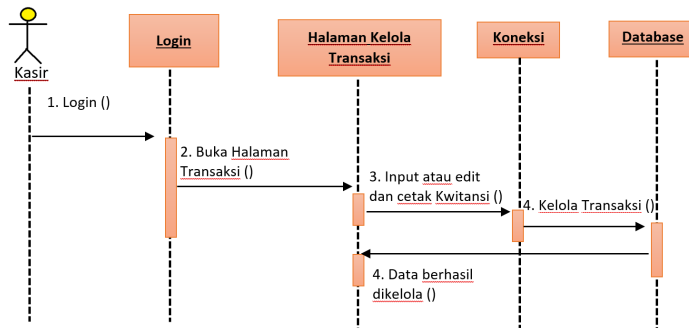 Login
Halaman Kelola
Transaksi
Koneksi
Database
Kasir
1. Login ()
2. Buka Halaman
Transaksi ()
3. Input atau edit
dan cetak Kwitansi ()
4. Kelola Transaksi ()
4. Data berhasil
dikelola ()